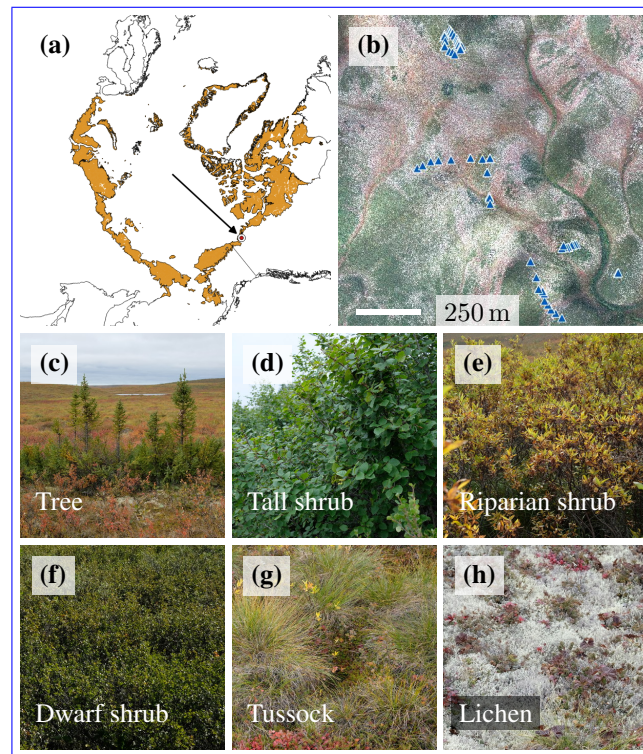 (a)
(b)
250 m
(c)
Tree
(d)
Tall shrub
(e)
Riparian shrub
(f)
Dwarf shrub
(g)
Tussock
(h)
Lichen